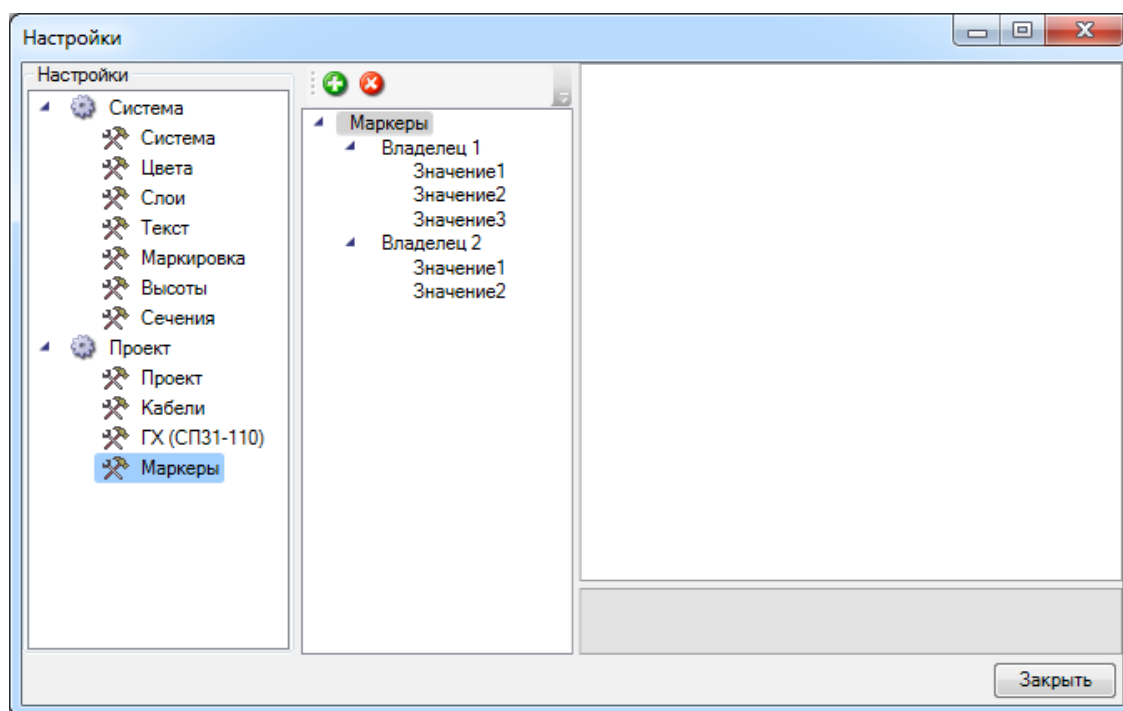 Настройки
Настройки
Система
Система
Цвета
Слои
Текст
Маркировка
Высоты
Сечения
Проект
Проект
Кабели
ГХ (СП31-110)
Маркеры
Маркеры
Владелец 1
Значение1
Значение2
Значение3
Владелец 2
Значение1
Значение2
Закрыть